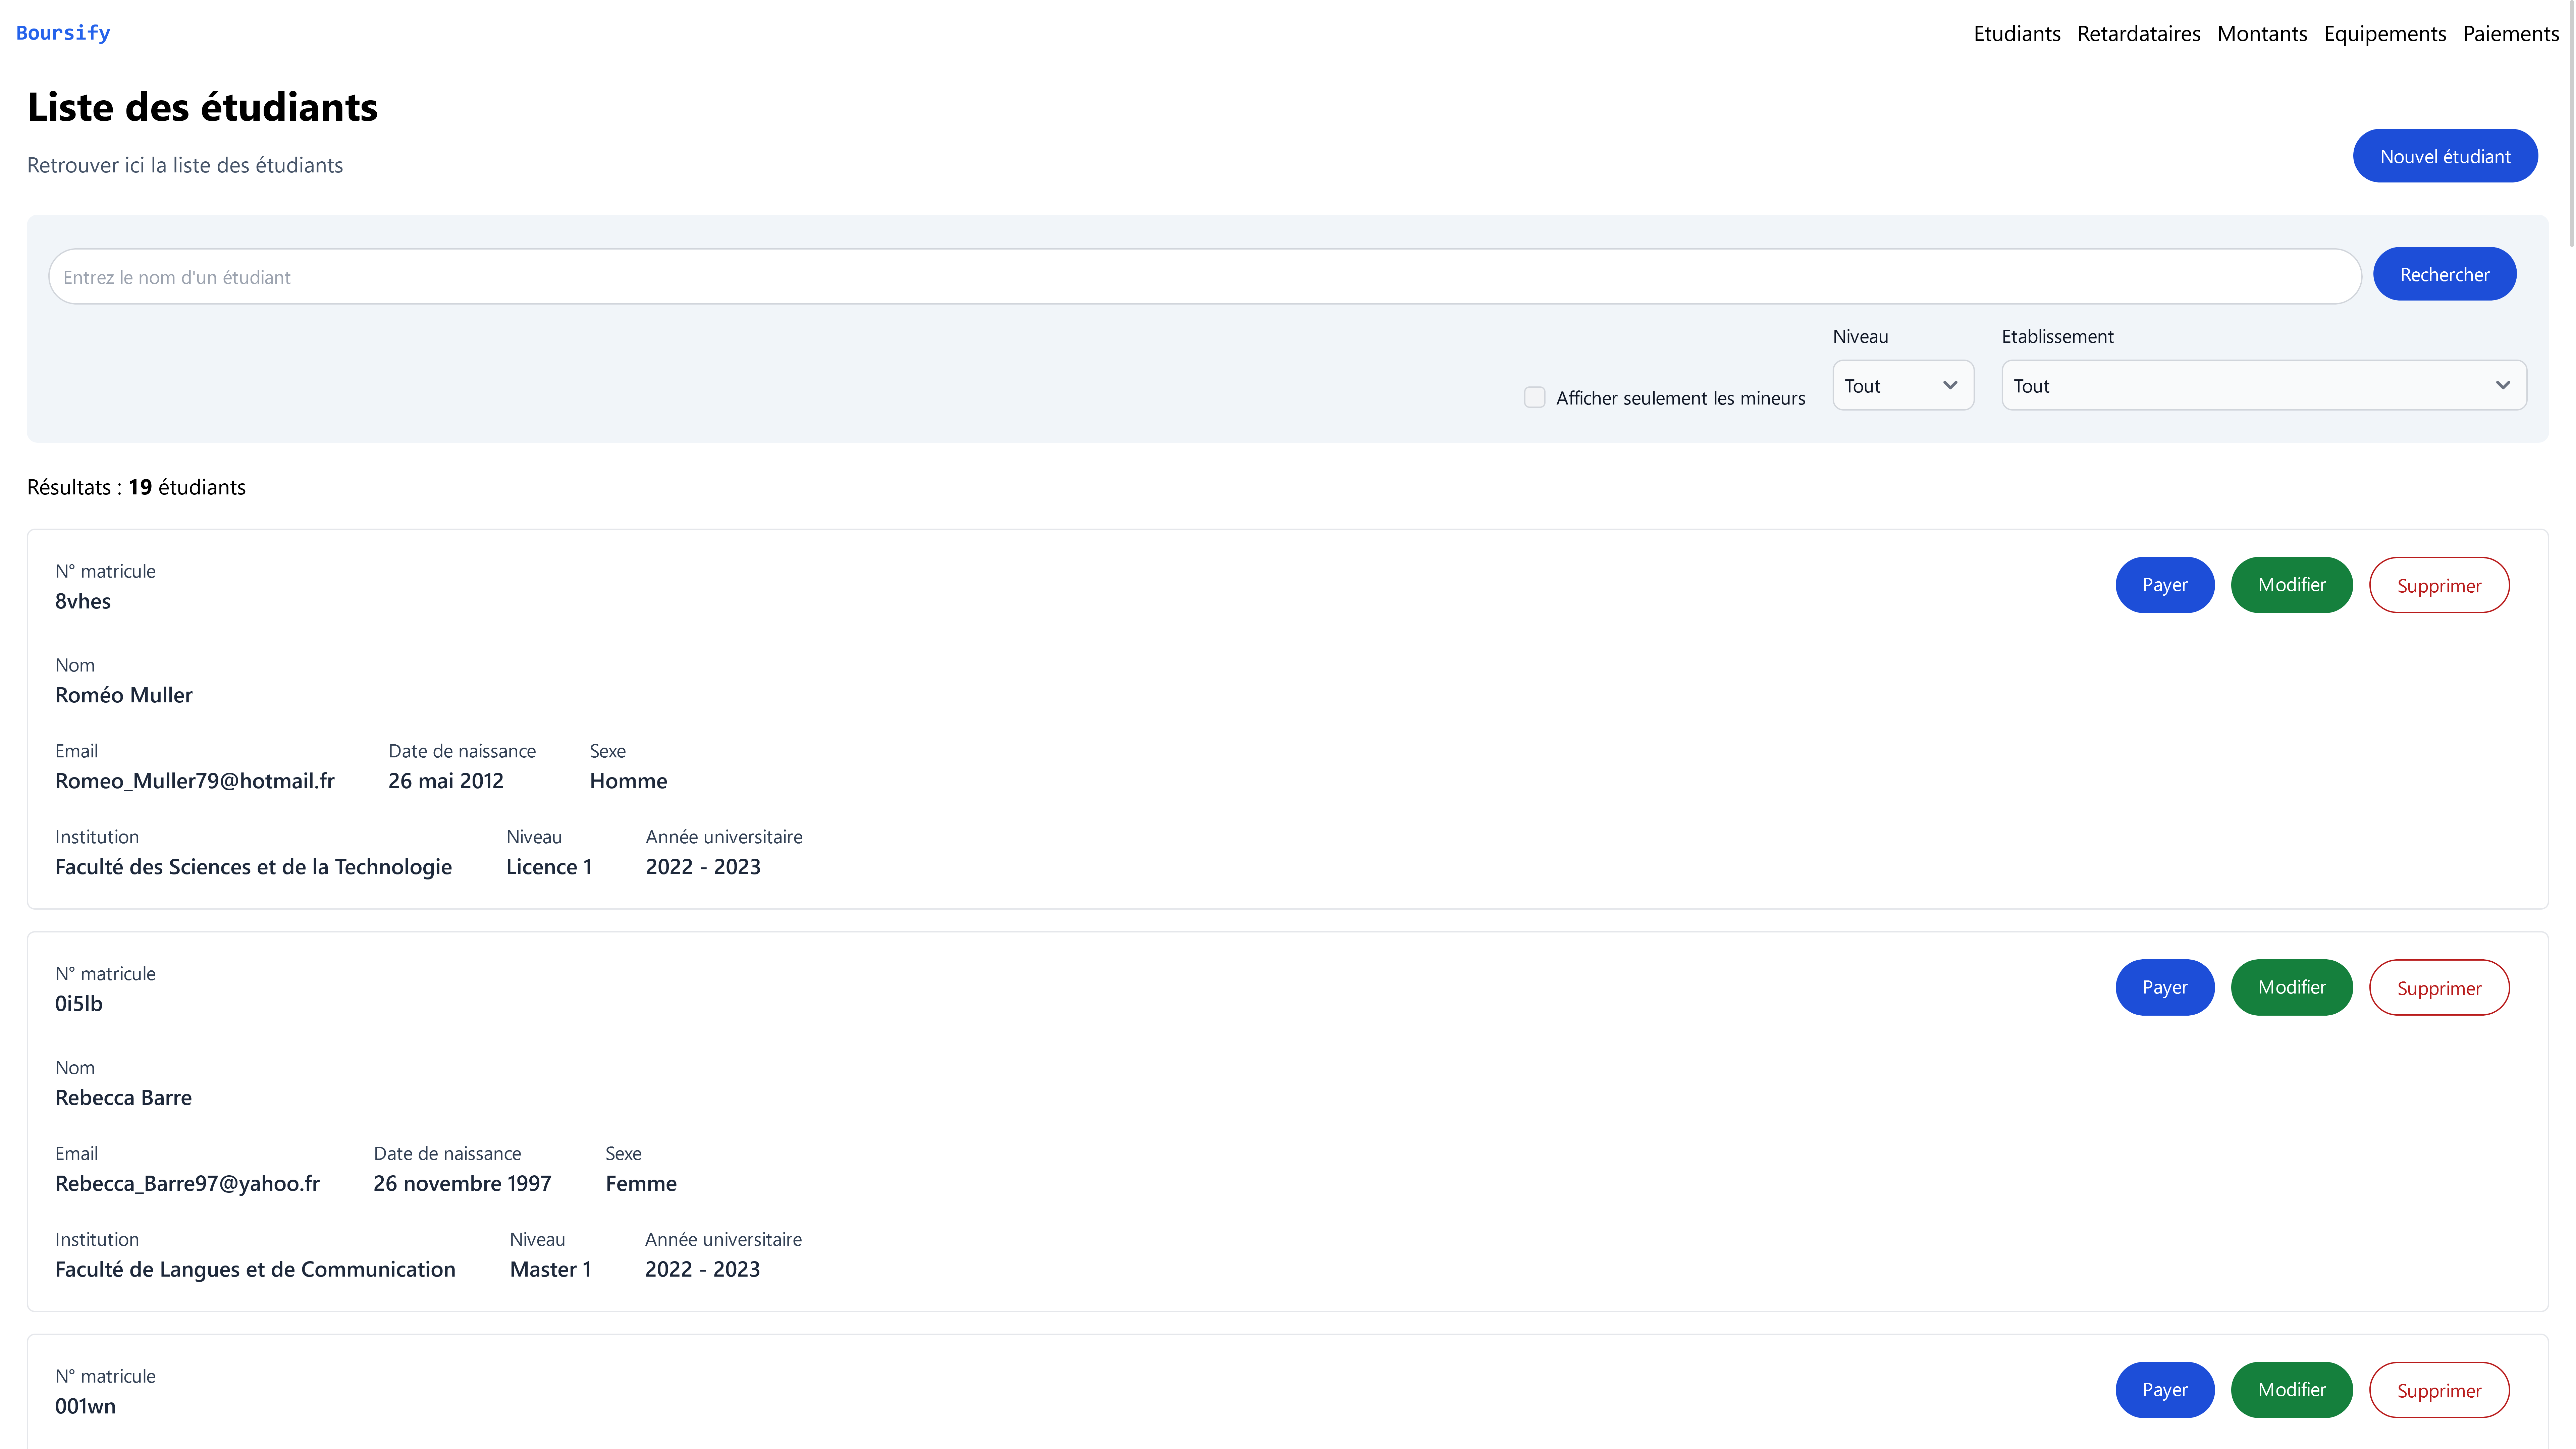 Boursify
Etudiants Retardataires Montants Equipements Paiements
Liste des étudiants
Retrouver ici la liste des étudiants
Nouvel étudiant
Entrez le nom d'un étudiant
Rechercher
Niveau Etablissement
Afficher seulement les mineurs Tout Tout
Résultats : 19 étudiants
N° matricule
8vhes
Payer Modifier Supprimer
Nom
Roméo Muller
Email Date de naissance Sexe
Romeo_Muller79@hotmail.fr 26 mai 2012 Homme
Institution Niveau Année universitaire
Faculté des Sciences et de la Technologie Licence 1 2022 - 2023
N° matricule
0i5lb
Payer Modifier Supprimer
Nom
Rebecca Barre
Email Date de naissance Sexe
Rebecca_Barre97@yahoo.fr 26 novembre 1997 Femme
Institution Niveau Année universitaire
Faculté de Langues et de Communication Master 1 2022 - 2023
N° matricule
001wn
Payer Modifier Supprimer